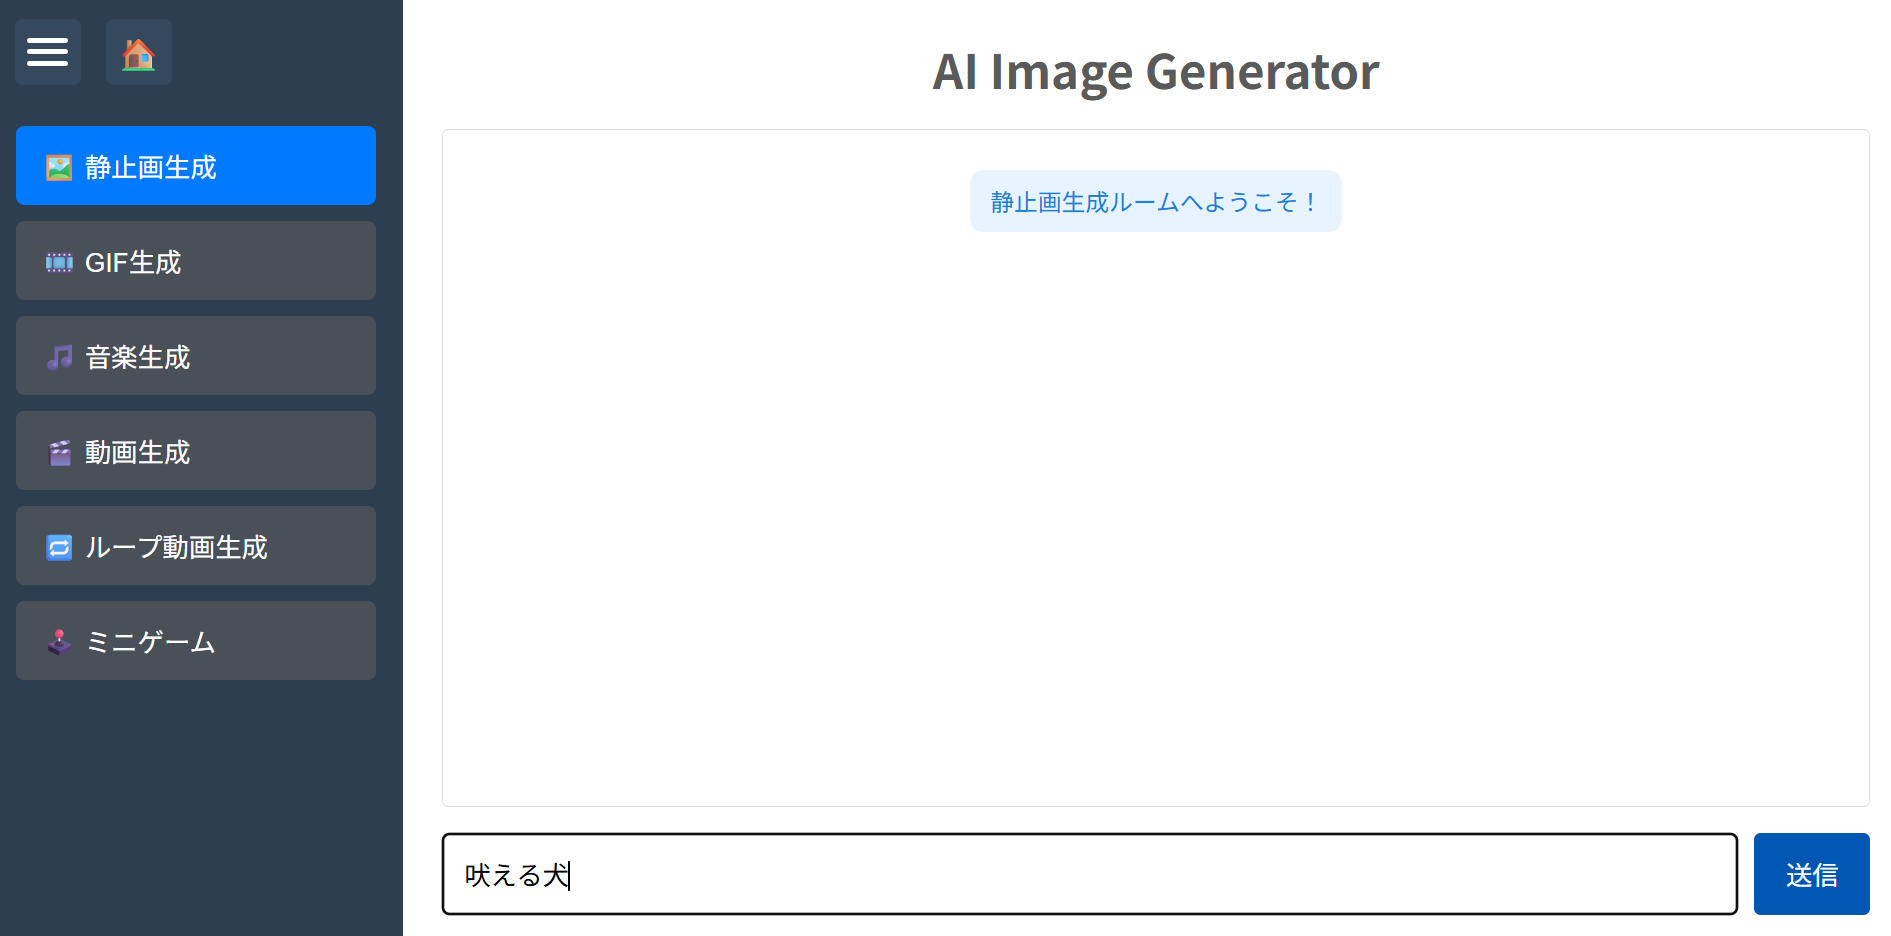 静止画生成
GIF生成
音楽生成
動画生成
ループ動画生成
ミニゲーム
AI Image Generator
静止画生成ルームへようこそ！
吠える犬
送信